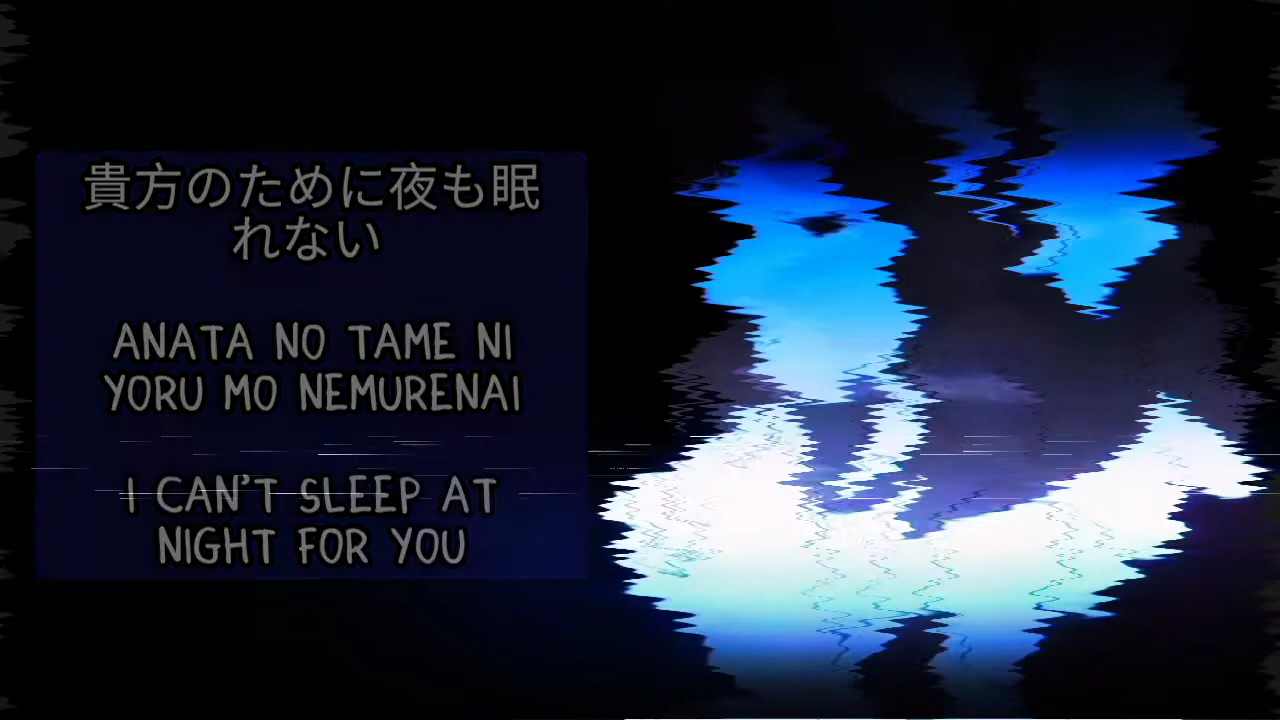 貴方のために夜も眠
れない
ANATA NO TAME NI
YORU MO NEMURENAI
I CAN'T SLEEP AT
NIGHT FOR YOU